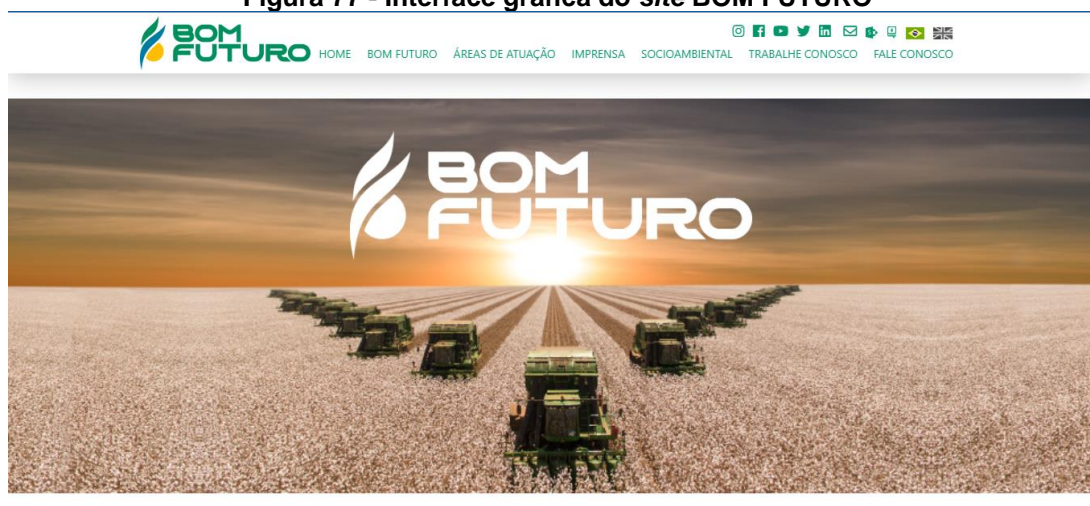 Figura 77 - Interface gráfica do site BOM FUTURO
BOM
FUTURO
HOME BOM FUTURO ÁREAS DE ATUAÇÃO IMPRENSA SOCIOAMBIENTAL TRABALHE CONOSCO FALE CONOSCO
BOM
FUTURO